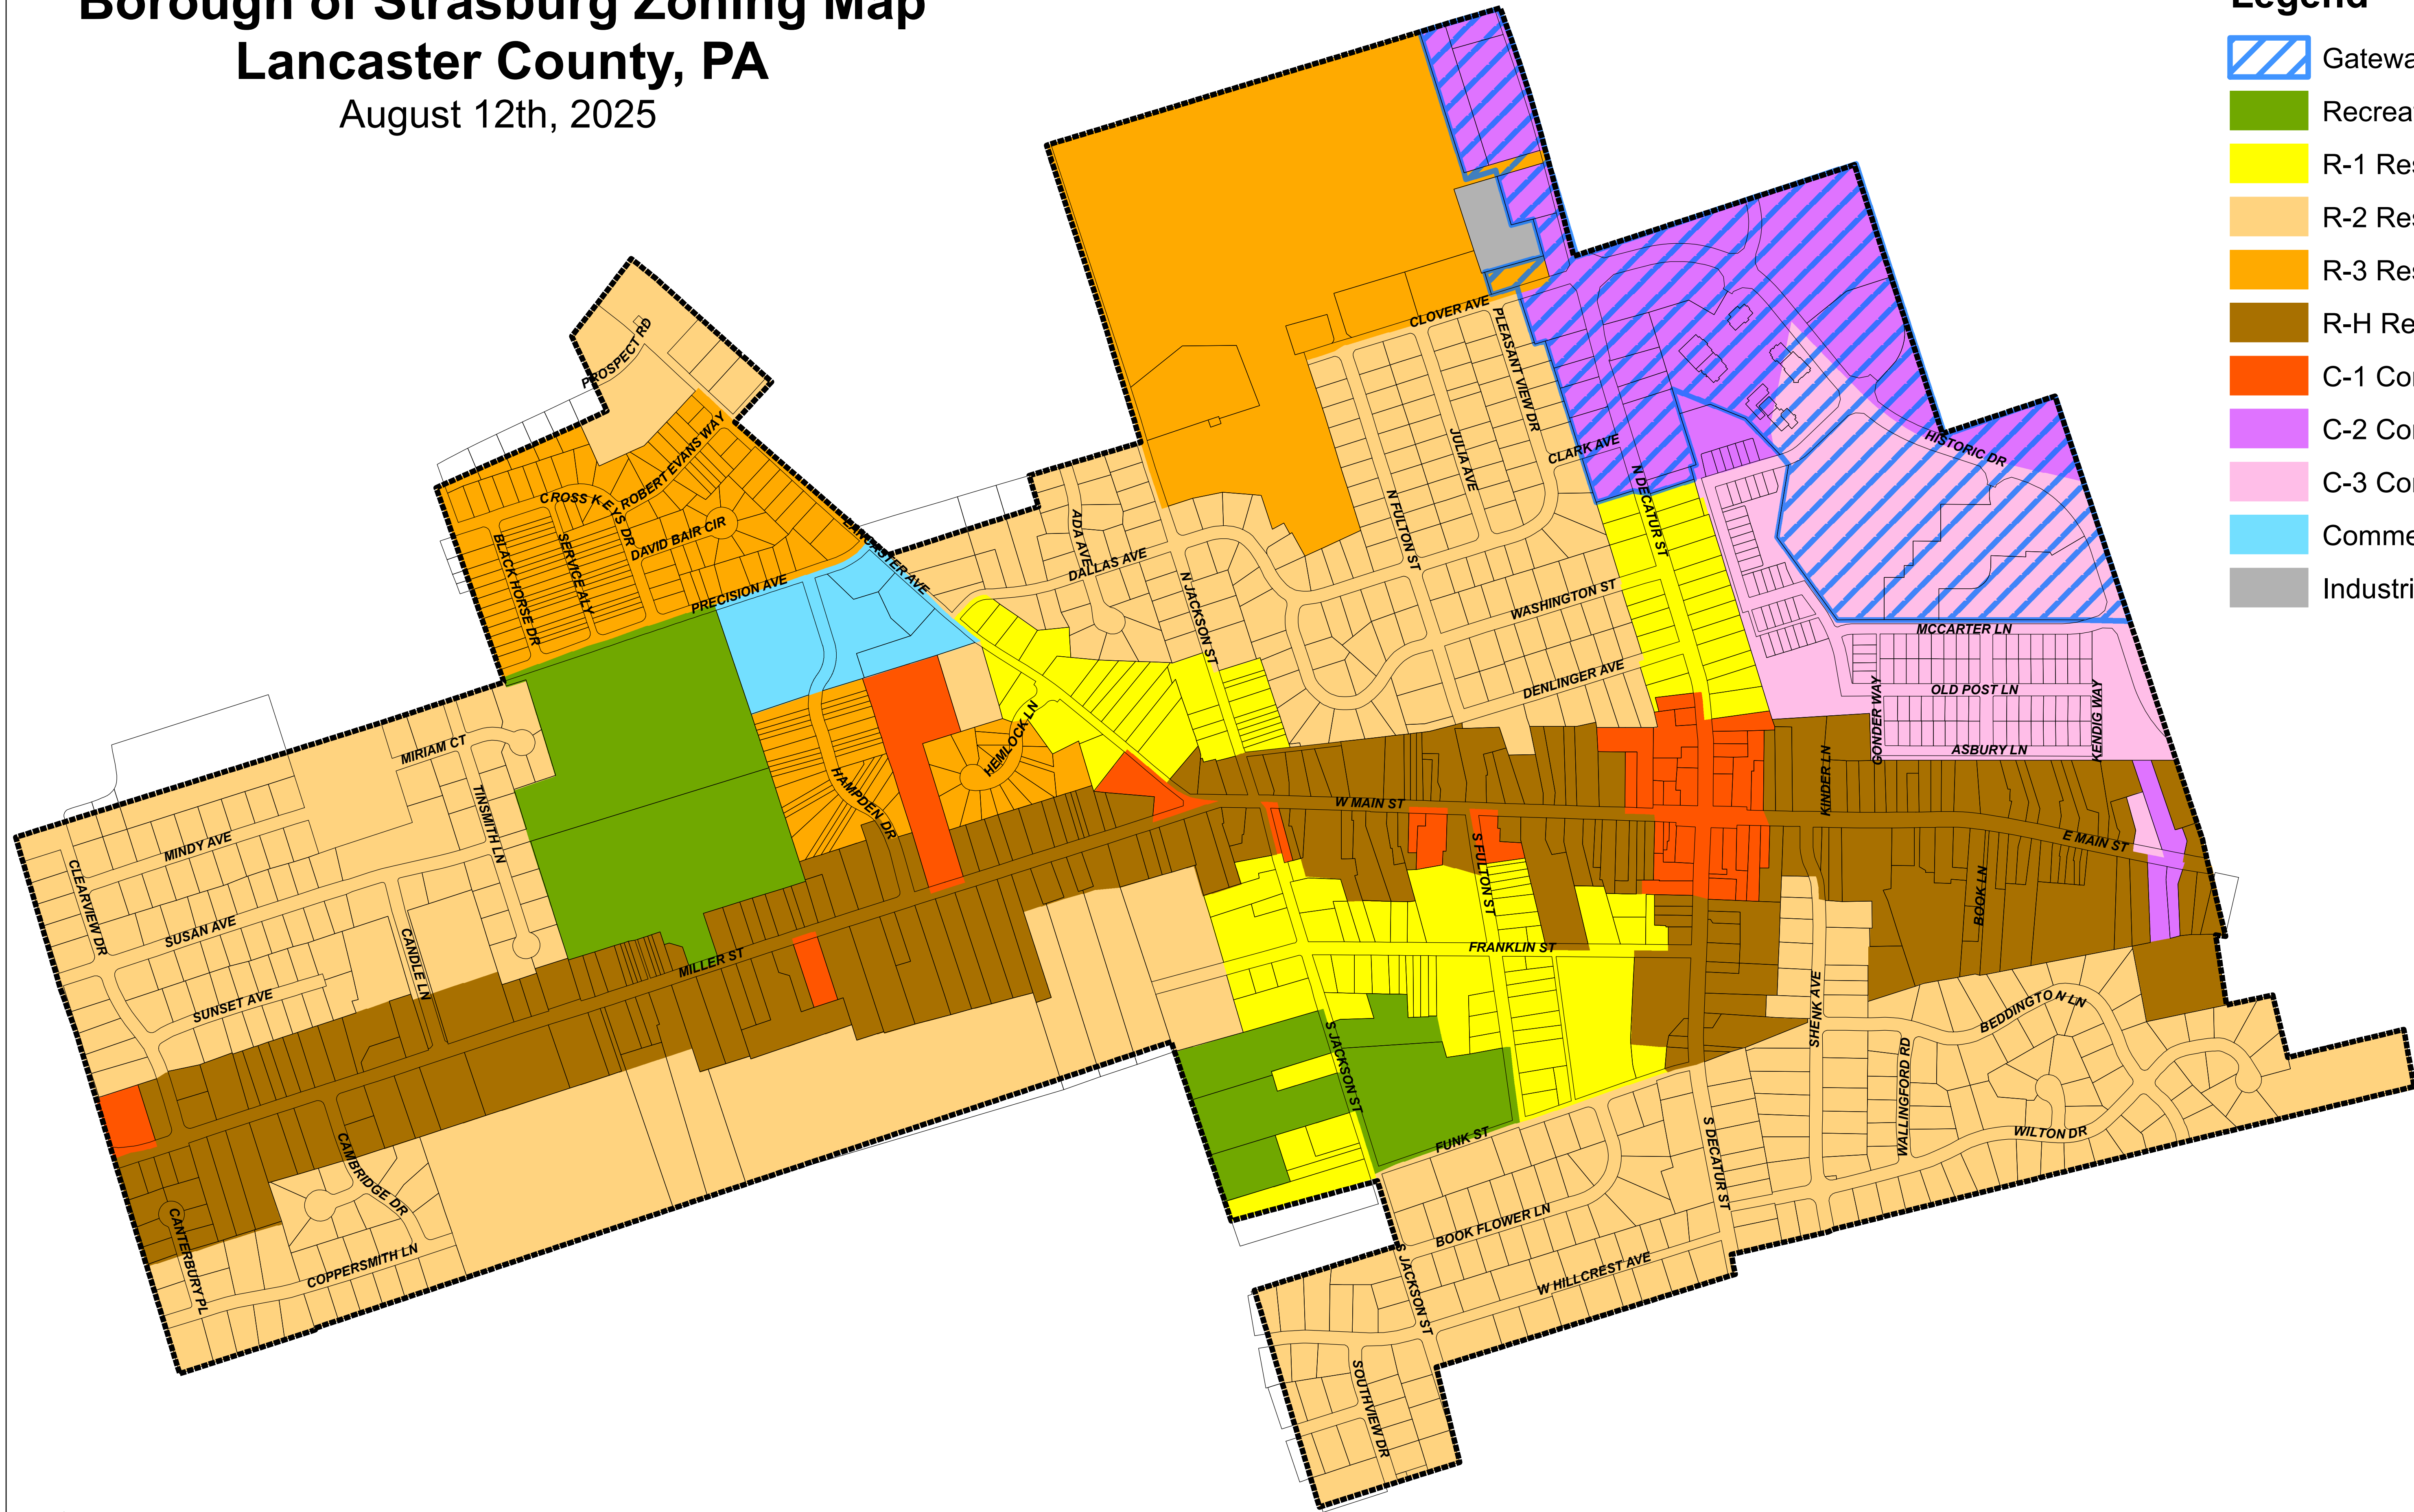 Borough of Strasburg Zoning Map
Lancaster County, PA
August 12th, 2025
Legend
Gatewa
Recrea
R-1 Res
R-2 Res
R-3 Res
R-H Re
C-1 Con
C-2 Con
C-3 Con
Comme
Industri
PROSPECT RD
ROBERT EVANS WAY
CROSS KEYS DR
DAVID BAIR CIR
SERVICE ALY
BLACK HORSE DR
PRECISION AVE
LANCASTER AVE
ADA AVE
DALLAS AVE
N JACKSON ST
CLOVER AVE
PLEASANT VIEW DR
JULIA AVE
N FULTON ST
CLARK AVE
N DECATUR ST
WASHINGTON ST
DENLINGER AVE
HISTORIC DR
MCCARTER LN
OLD POST LN
GONDER WAY
KENDIG WAY
ASBURY LN
KINDER LN
MIRIAM CT
TINSMITH LN
MINDY AVE
CLEARVIEW DR
SUSAN AVE
CANDLE LN
SUNSET AVE
HAMPDEN DR
HEMLOCK LN
MILLER ST
W MAIN ST
E MAIN ST
S FULTON ST
FRANKLIN ST
BOOK LN
SHENK AVE
BEDDINGTON LN
WALLINGFORD RD
WILTON DR
S JACKSON ST
FUNK ST
S DECATUR ST
BOOK FLOWER LN
W HILLCREST AVE
S JACKSON ST
SOUTHVIEW DR
CAMBRIDGE DR
CANTERBURY PL
COPPERSMITH LN